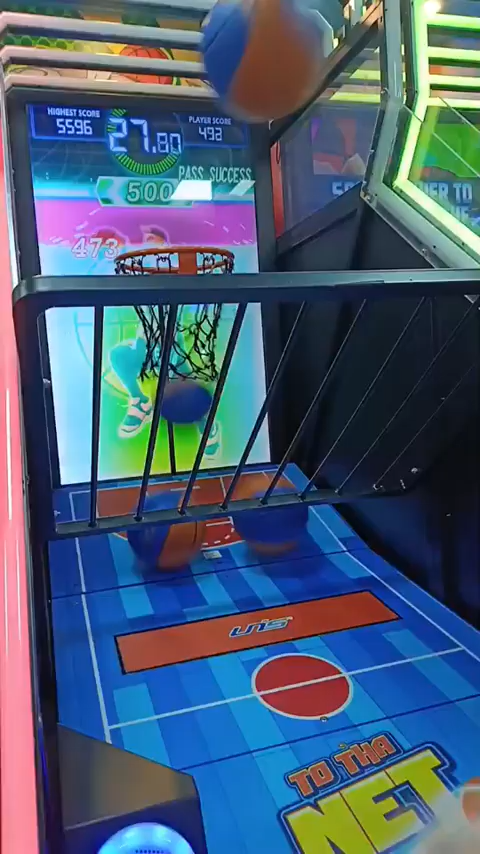 HIGHEST SCORE
5596
27.80
PLAYER SCORE
492
PASS SUCCESS
500
473
UNIS
TO THA
NET